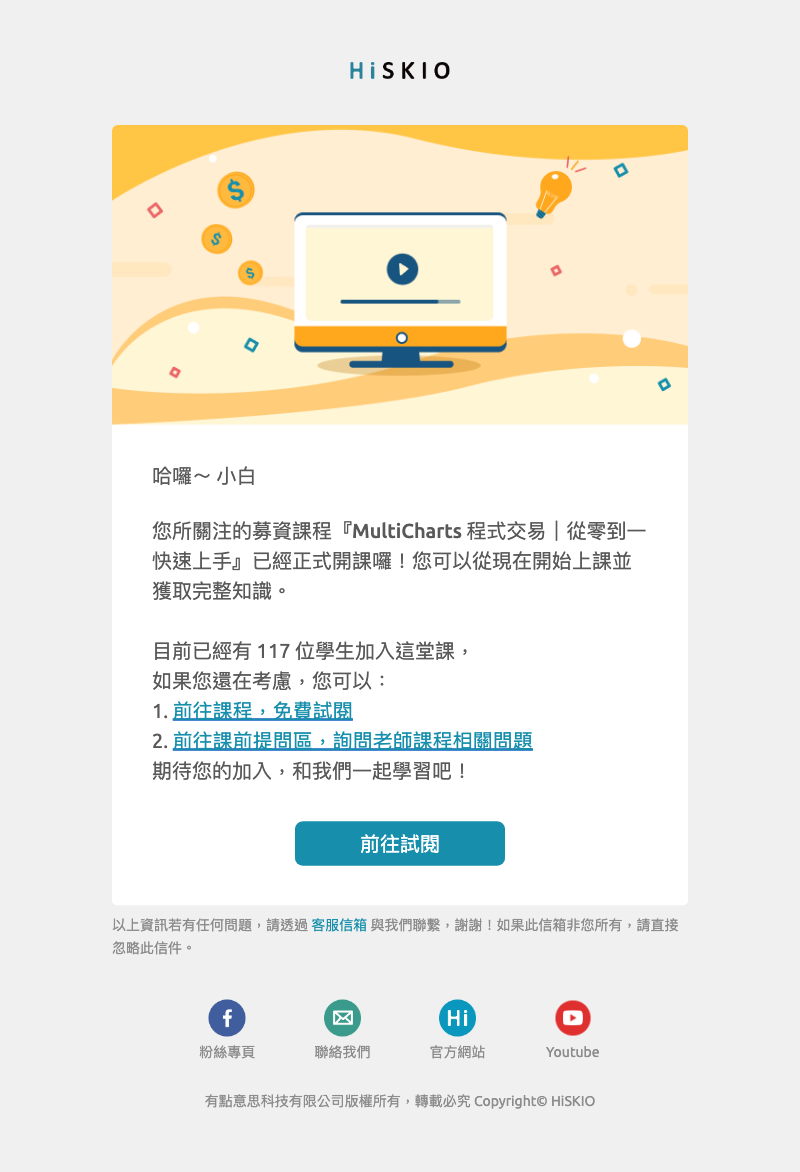 HiSKIO
$
$
$
哈囉～ 小白
您所關注的募資課程『MultiCharts 程式交易｜從零到一
快速上手』已經正式開課囉！您可以從現在開始上課並
獲取完整知識。
目前已經有 117 位學生加入這堂課，
如果您還在考慮，您可以：
1. 前往課程，免費試閱
2. 前往課前提問區，詢問老師課程相關問題
期待您的加入，和我們一起學習吧！
前往試閱
以上資訊若有任何問題，請透過 客服信箱 與我們聯繫，謝謝！如果此信箱非您所有，請直接
忽略此信件。
f Hi
粉絲專頁 聯絡我們 官方網站 Youtube
有點意思科技有限公司版權所有，轉載必究 Copyright© HiSKIO